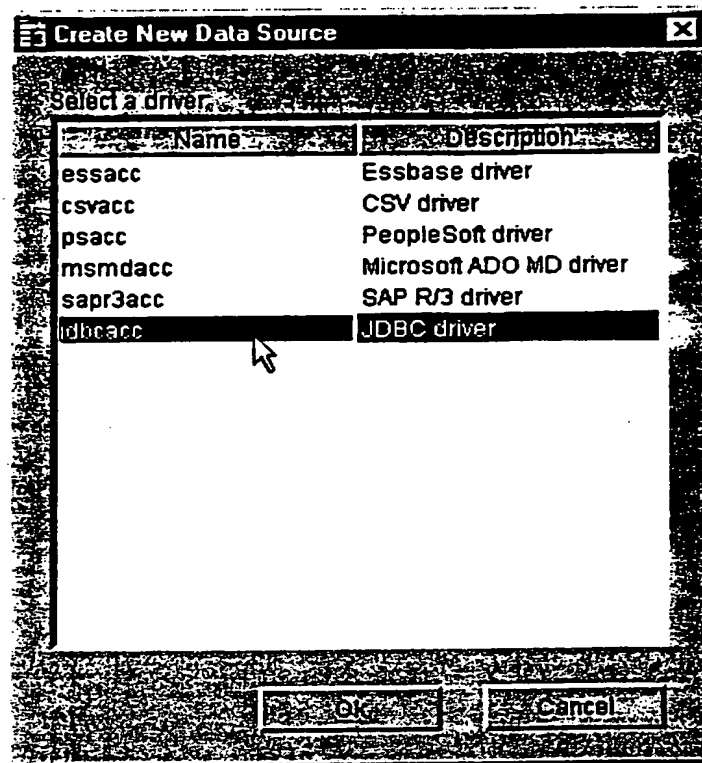 Create New Data Source
Select a driver
Name Description
essacc Essbase driver
csvacc CSV driver
psacc PeopleSoft driver
msmdacc Microsoft ADO MD driver
sapr3acc SAP R/3 driver
jdbcacc JDBC driver
OK Cancel